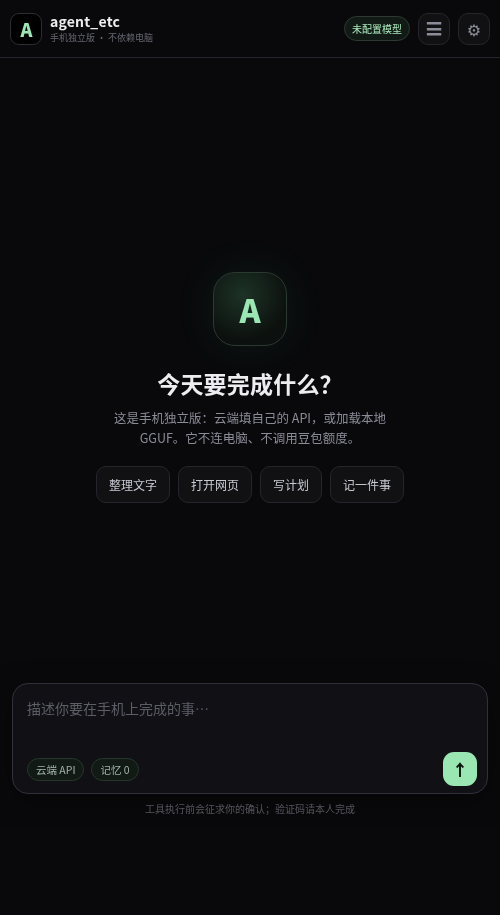 A
agent_etc
手机独立版 · 不依赖电脑
未配置模型
A
今天要完成什么？
这是手机独立版：云端填自己的 API，或加载本地
GGUF。它不连电脑、不调用豆包额度。
整理文字
打开网页
写计划
记一件事
描述你要在手机上完成的事…
云端 API
记忆 0
工具执行前会征求你的确认；验证码请本人完成